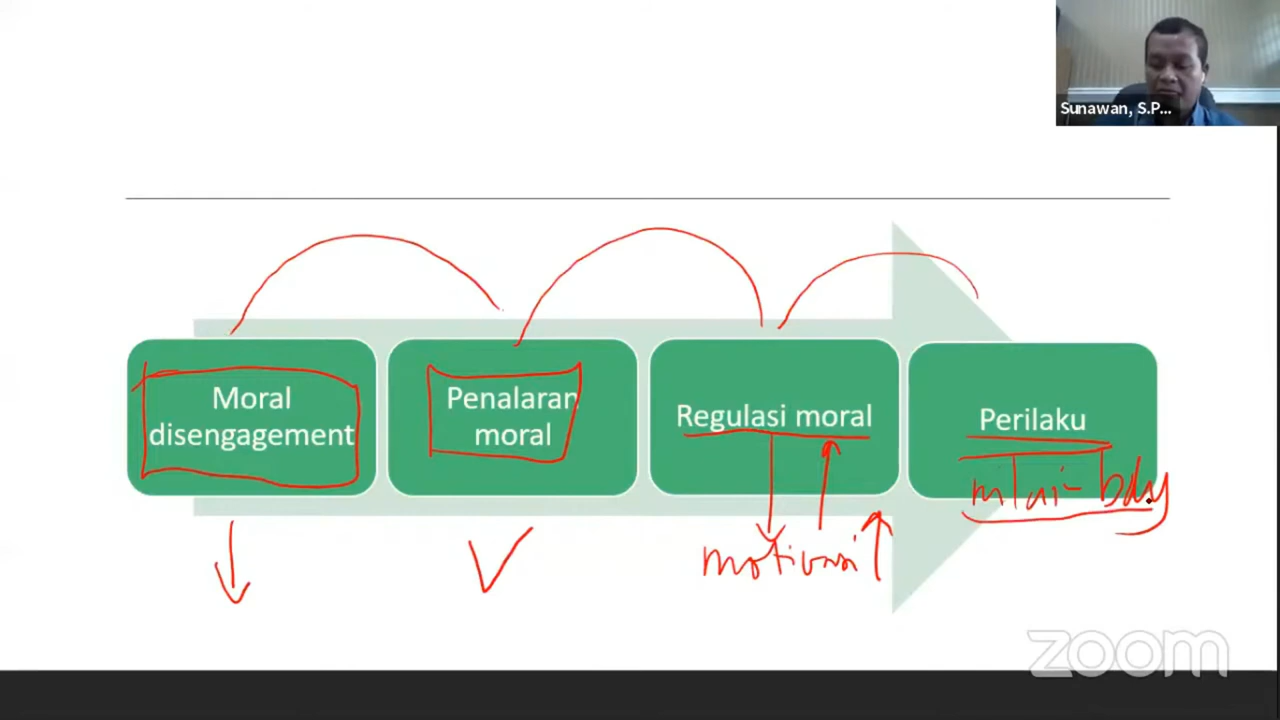 Sunawan, S.P...
Moral
disengagement
Penalaran
moral
Regulasi moral
Perilaku
motivasi
zoom